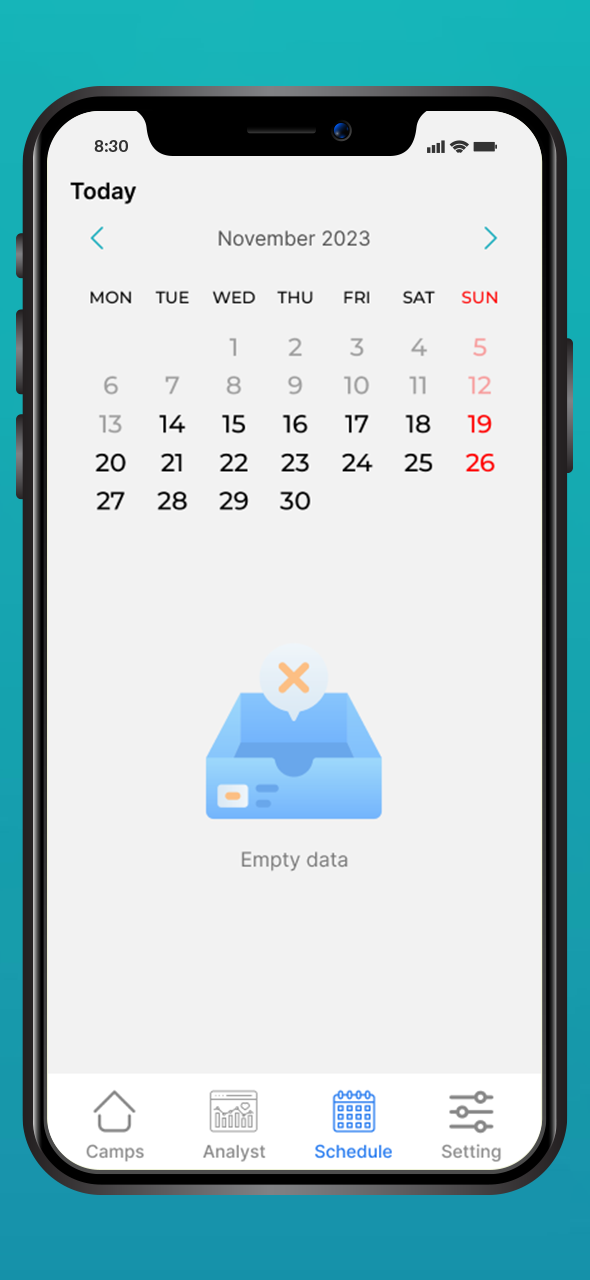 8:30
Today
November 2023
MON TUE WED THU FRI SAT SUN
1 2 3 4 5
6 7 8 9 10 11 12
13 14 15 16 17 18 19
20 21 22 23 24 25 26
27 28 29 30
Empty data
Camps Analyst Schedule Setting